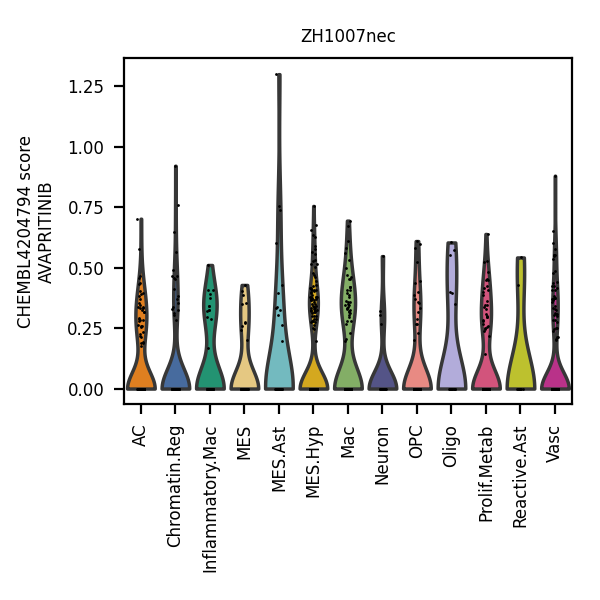 ZH1007nec
CHEMBL4204794 score
AVAPRITINIB
1.25
1.00
0.75
0.50
0.25
0.00
AC
Chromatin.Reg
Inflammatory.Mac
MES
MES.Ast
MES.Hyp
Mac
Neuron
OPC
Oligo
Prolif.Metab
Reactive.Ast
Vasc